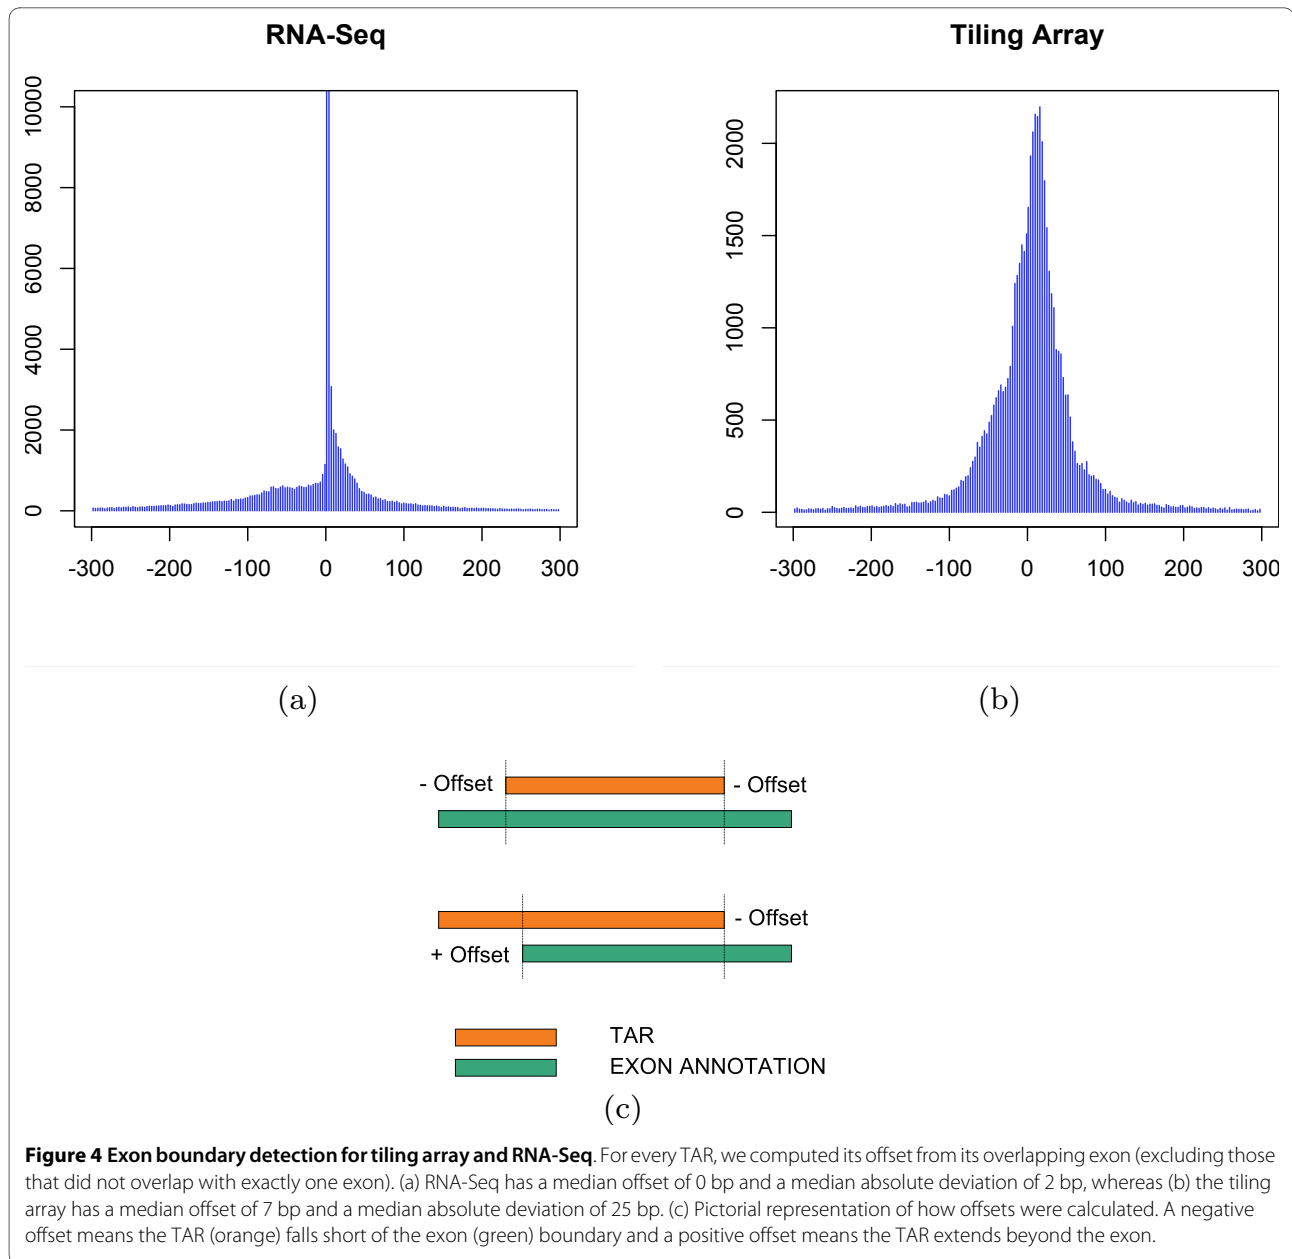 RNA-Seq
Tiling Array
10000
8000
6000
4000
2000
0
-300 -200 -100 0 100 200 300
2000
1500
1000
500
0
-300 -200 -100 0 100 200 300
(a)
(b)
- Offset
- Offset
- Offset
+ Offset
TAR
EXON ANNOTATION
(c)
Figure 4 Exon boundary detection for tiling array and RNA-Seq. For every TAR, we computed its offset from its overlapping exon (excluding those
that did not overlap with exactly one exon). (a) RNA-Seq has a median offset of 0 bp and a median absolute deviation of 2 bp, whereas (b) the tiling
array has a median offset of 7 bp and a median absolute deviation of 25 bp. (c) Pictorial representation of how offsets were calculated. A negative
offset means the TAR (orange) falls short of the exon (green) boundary and a positive offset means the TAR extends beyond the exon.